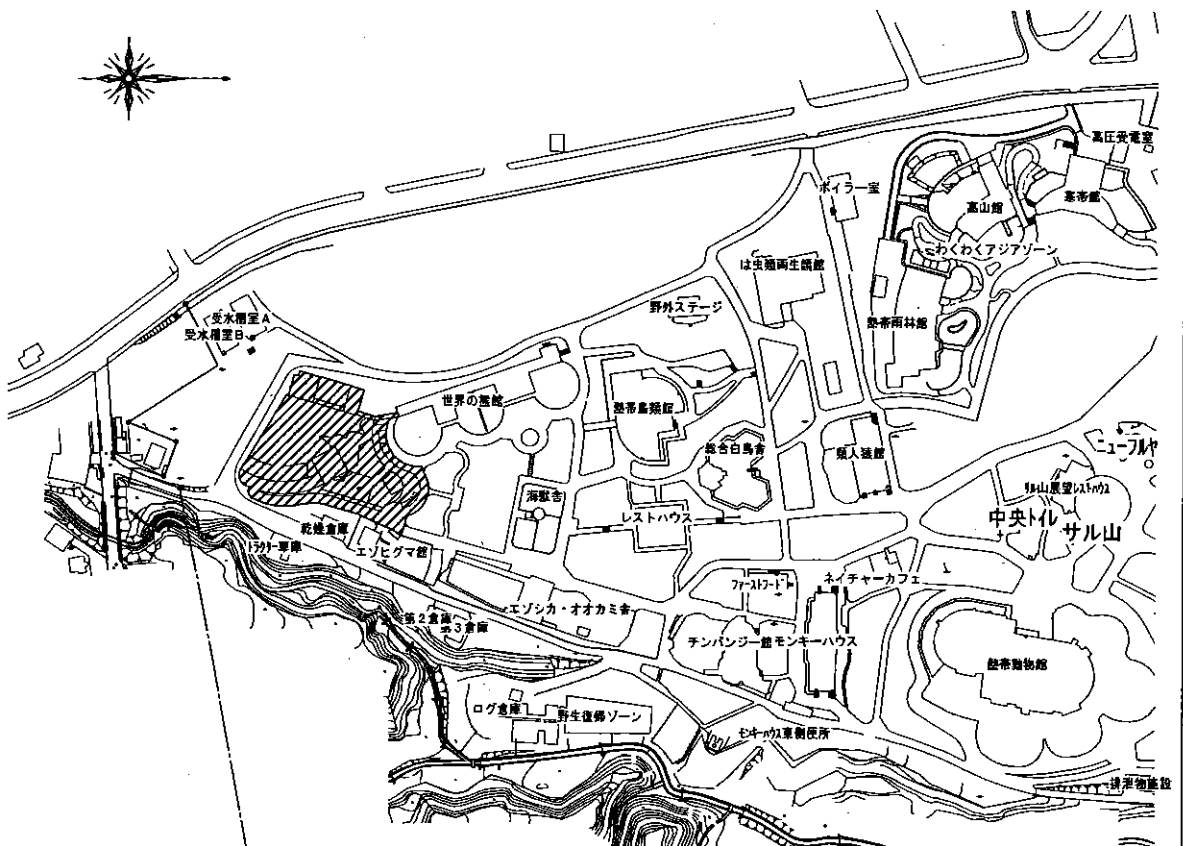 高圧受電室
ボイラー室
高山館
寒帯館
わくわくアジアゾーン
は虫類両生類館
野外ステージ
受水槽室A
受水槽室B
熱帯雨林館
世界の熊館
熱帯鳥類館
総合白鳥舎
類人猿館
ニューフルヤ
サル山展望レストハウス
海獣舎
レストハウス
中央トイレ
サル山
乾燥倉庫
トラクター車庫
エゾヒグマ館
ファーストフード
ネイチャーカフェ
エゾシカ・オオカミ舎
第2倉庫
第3倉庫
チンパンジー館
モンキーハウス
熱帯動物館
ログ倉庫
野生復帰ゾーン
モンキーハウス東側便所
排泄物施設